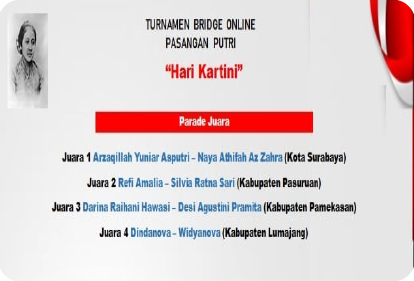 TURNAMEN BRIDGE ONLINE
PASANGAN PUTRI
“Hari Kartini”
Parade Juara
Juara 1 Arzaqillah Yuniar Asputri – Naya Athifah Az Zahra (Kota Surabaya)
Juara 2 Refi Amalia – Silvia Ratna Sari (Kabupaten Pasuruan)
Juara 3 Darina Raihani Hawasi – Desi Agustini Pramita (Kabupaten Pamekasan)
Juara 4 Dindanova – Widyanova (Kabupaten Lumajang)